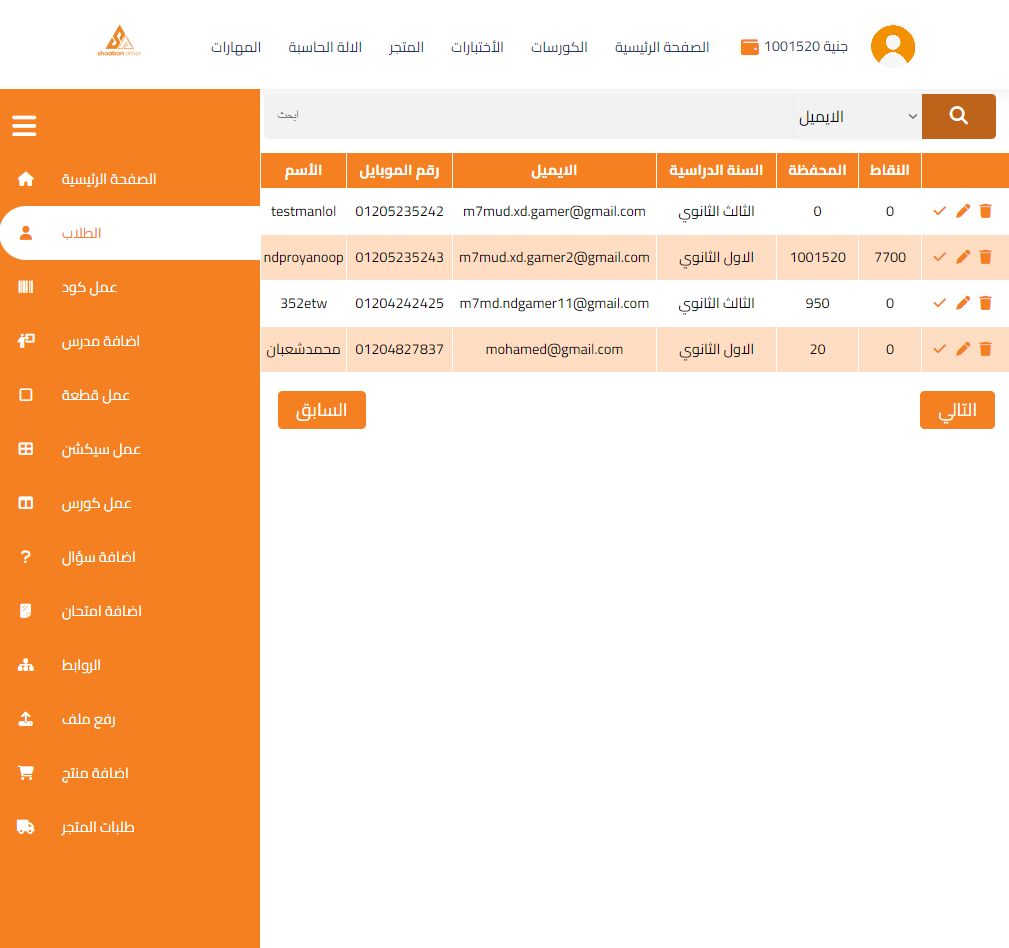 shaaban omer
المهارات
الالة الحاسبة
المتجر
الأختبارات
الكورسات
الصفحة الرئيسية
جنية 1001520
الصفحة الرئيسية
الطلاب
عمل كود
اضافة مدرس
عمل قطعة
عمل سيكشن
عمل كورس
اضافة سؤال
اضافة امتحان
الروابط
رفع ملف
اضافة منتج
طلبات المتجر
ابحث
الايميل
الأسم رقم الموبايل الايميل السنة الدراسية المحفظة النقاط
testmanlol 01205235242 m7mud.xd.gamer@gmail.com الثالث الثانوي 0 0
ndproyanoop 01205235243 m7mud.xd.gamer2@gmail.com الاول الثانوي 1001520 7700
352etw 01204242425 m7md.ndgamer11@gmail.com الثالث الثانوي 950 0
محمدشعبان 01204827837 mohamed@gmail.com الاول الثانوي 20 0
السابق
التالي